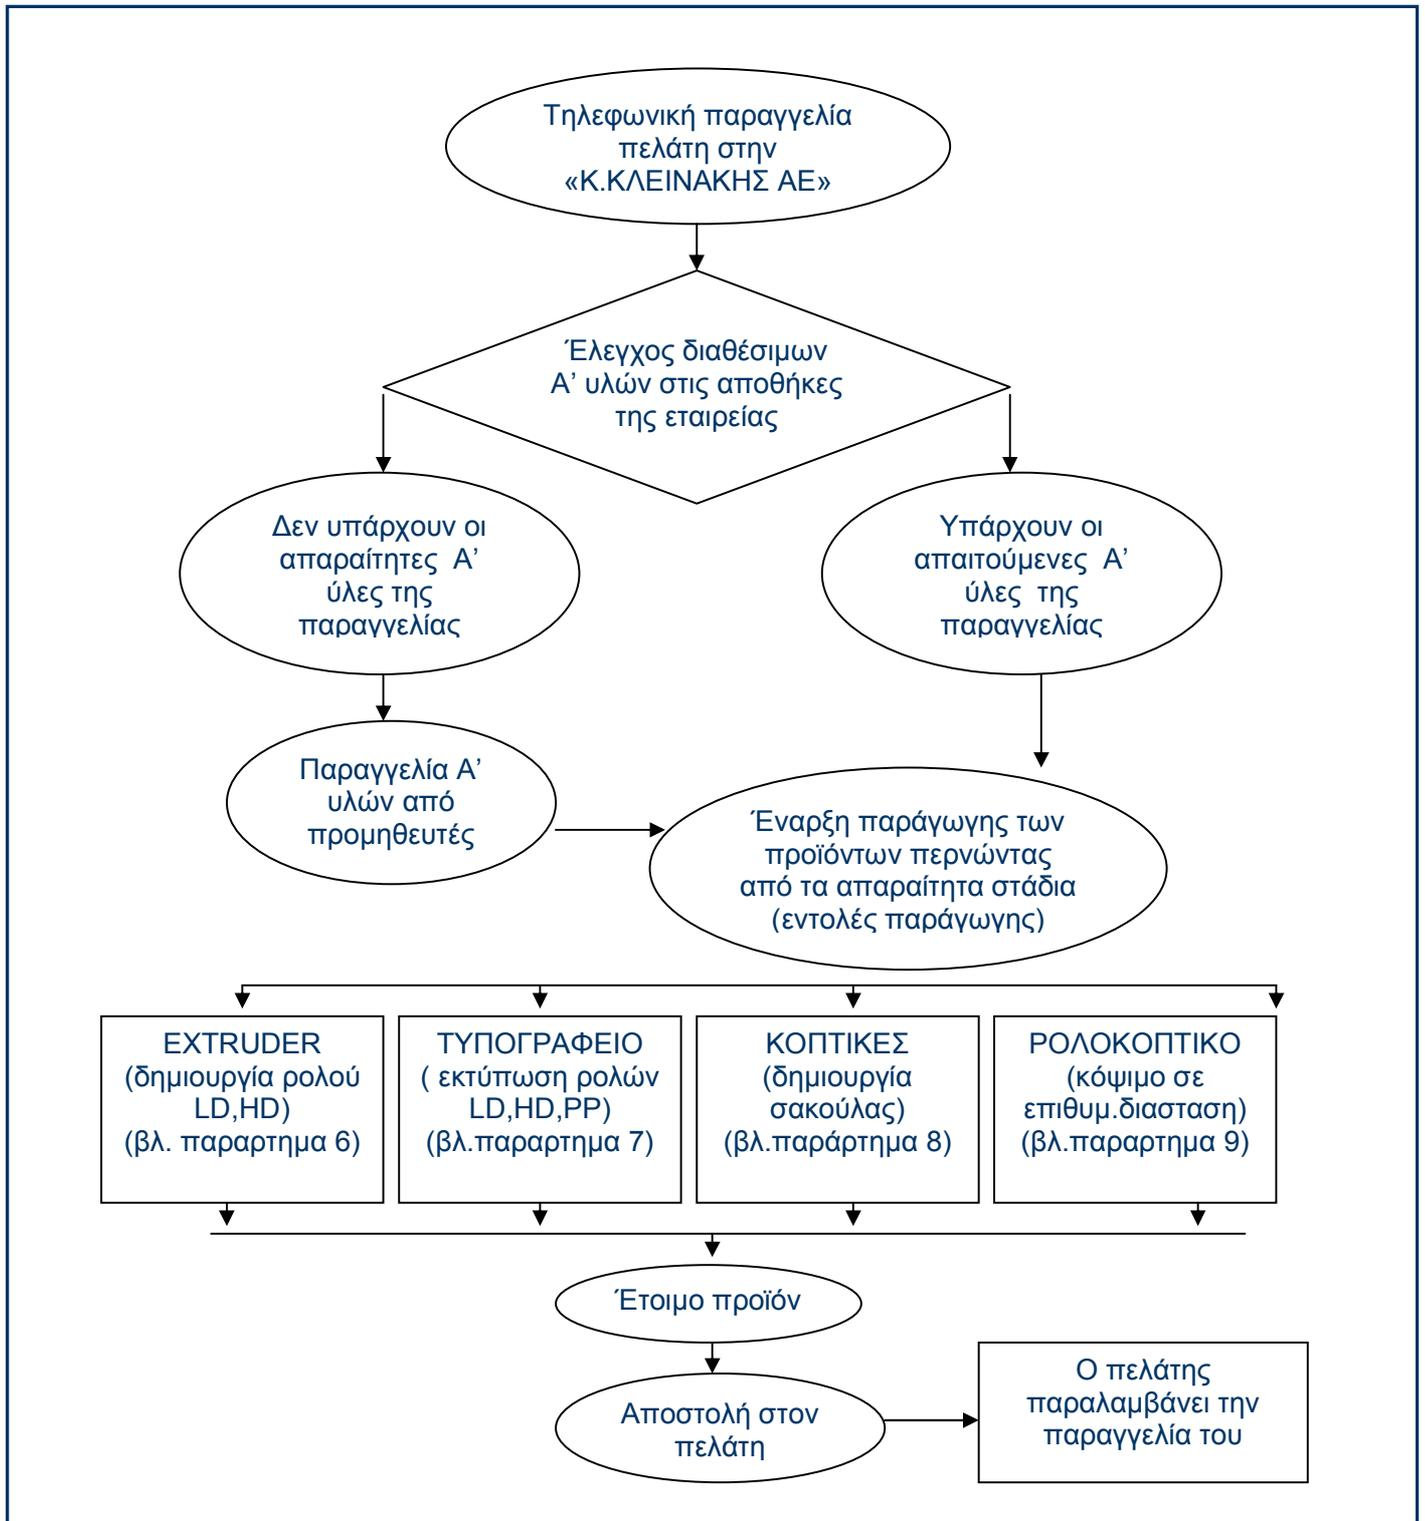 Τηλεφωνική παραγγελία
πελάτη στην
«Κ.ΚΛΕΙΝΑΚΗΣ ΑΕ»
Έλεγχος διαθέσιμων
Α’ υλών στις αποθήκες
της εταιρείας
Δεν υπάρχουν οι
απαραίτητες Α’
ύλες της
παραγγελίας
Υπάρχουν οι
απαιτούμενες Α’
ύλες της
παραγγελίας
Παραγγελία Α’
υλών από
προμηθευτές
Έναρξη παράγωγης των
προϊόντων περνώντας
από τα απαραίτητα στάδια
(εντολές παράγωγης)
EXTRUDER
(δημιουργία ρολού
LD,HD)
(βλ. παραρτημα 6)
ΤΥΠΟΓΡΑΦΕΙΟ
( εκτύπωση ρολών
LD,HD,PP)
(βλ.παραρτημα 7)
ΚΟΠΤΙΚΕΣ
(δημιουργία
σακούλας)
(βλ.παράρτημα 8)
ΡΟΛΟΚΟΠΤΙΚΟ
(κόψιμο σε
επιθυμ.διασταση)
(βλ.παραρτημα 9)
Έτοιμο προϊόν
Αποστολή στον
πελάτη
Ο πελάτης
παραλαμβάνει την
παραγγελία του